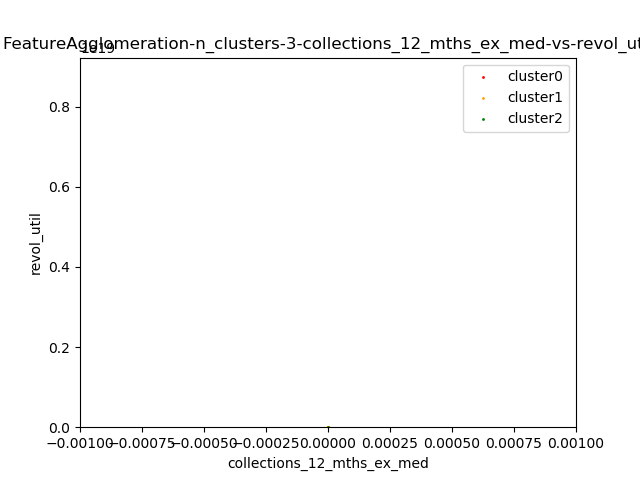 FeatureAgglomeration-n_clusters-3-collections_12_mths_ex_med-vs-revol_ut
1e19
cluster0
cluster1
cluster2
0.8
0.6
0.4
0.2
0.0
revol_util
−0.00100 −0.00075 −0.00050 −0.00025 0.00000 0.00025 0.00050 0.00075 0.00100
collections_12_mths_ex_med